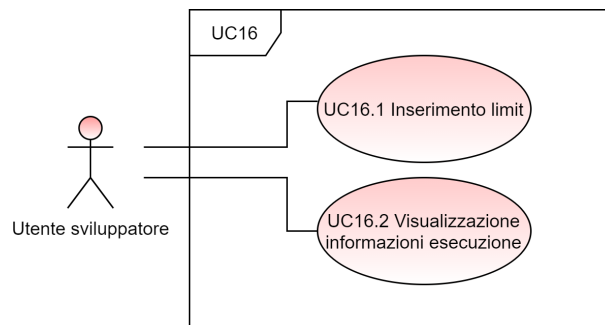 UC16
UC16.1 Inserimento limit
Utente sviluppatore
UC16.2 Visualizzazione
informazioni esecuzione